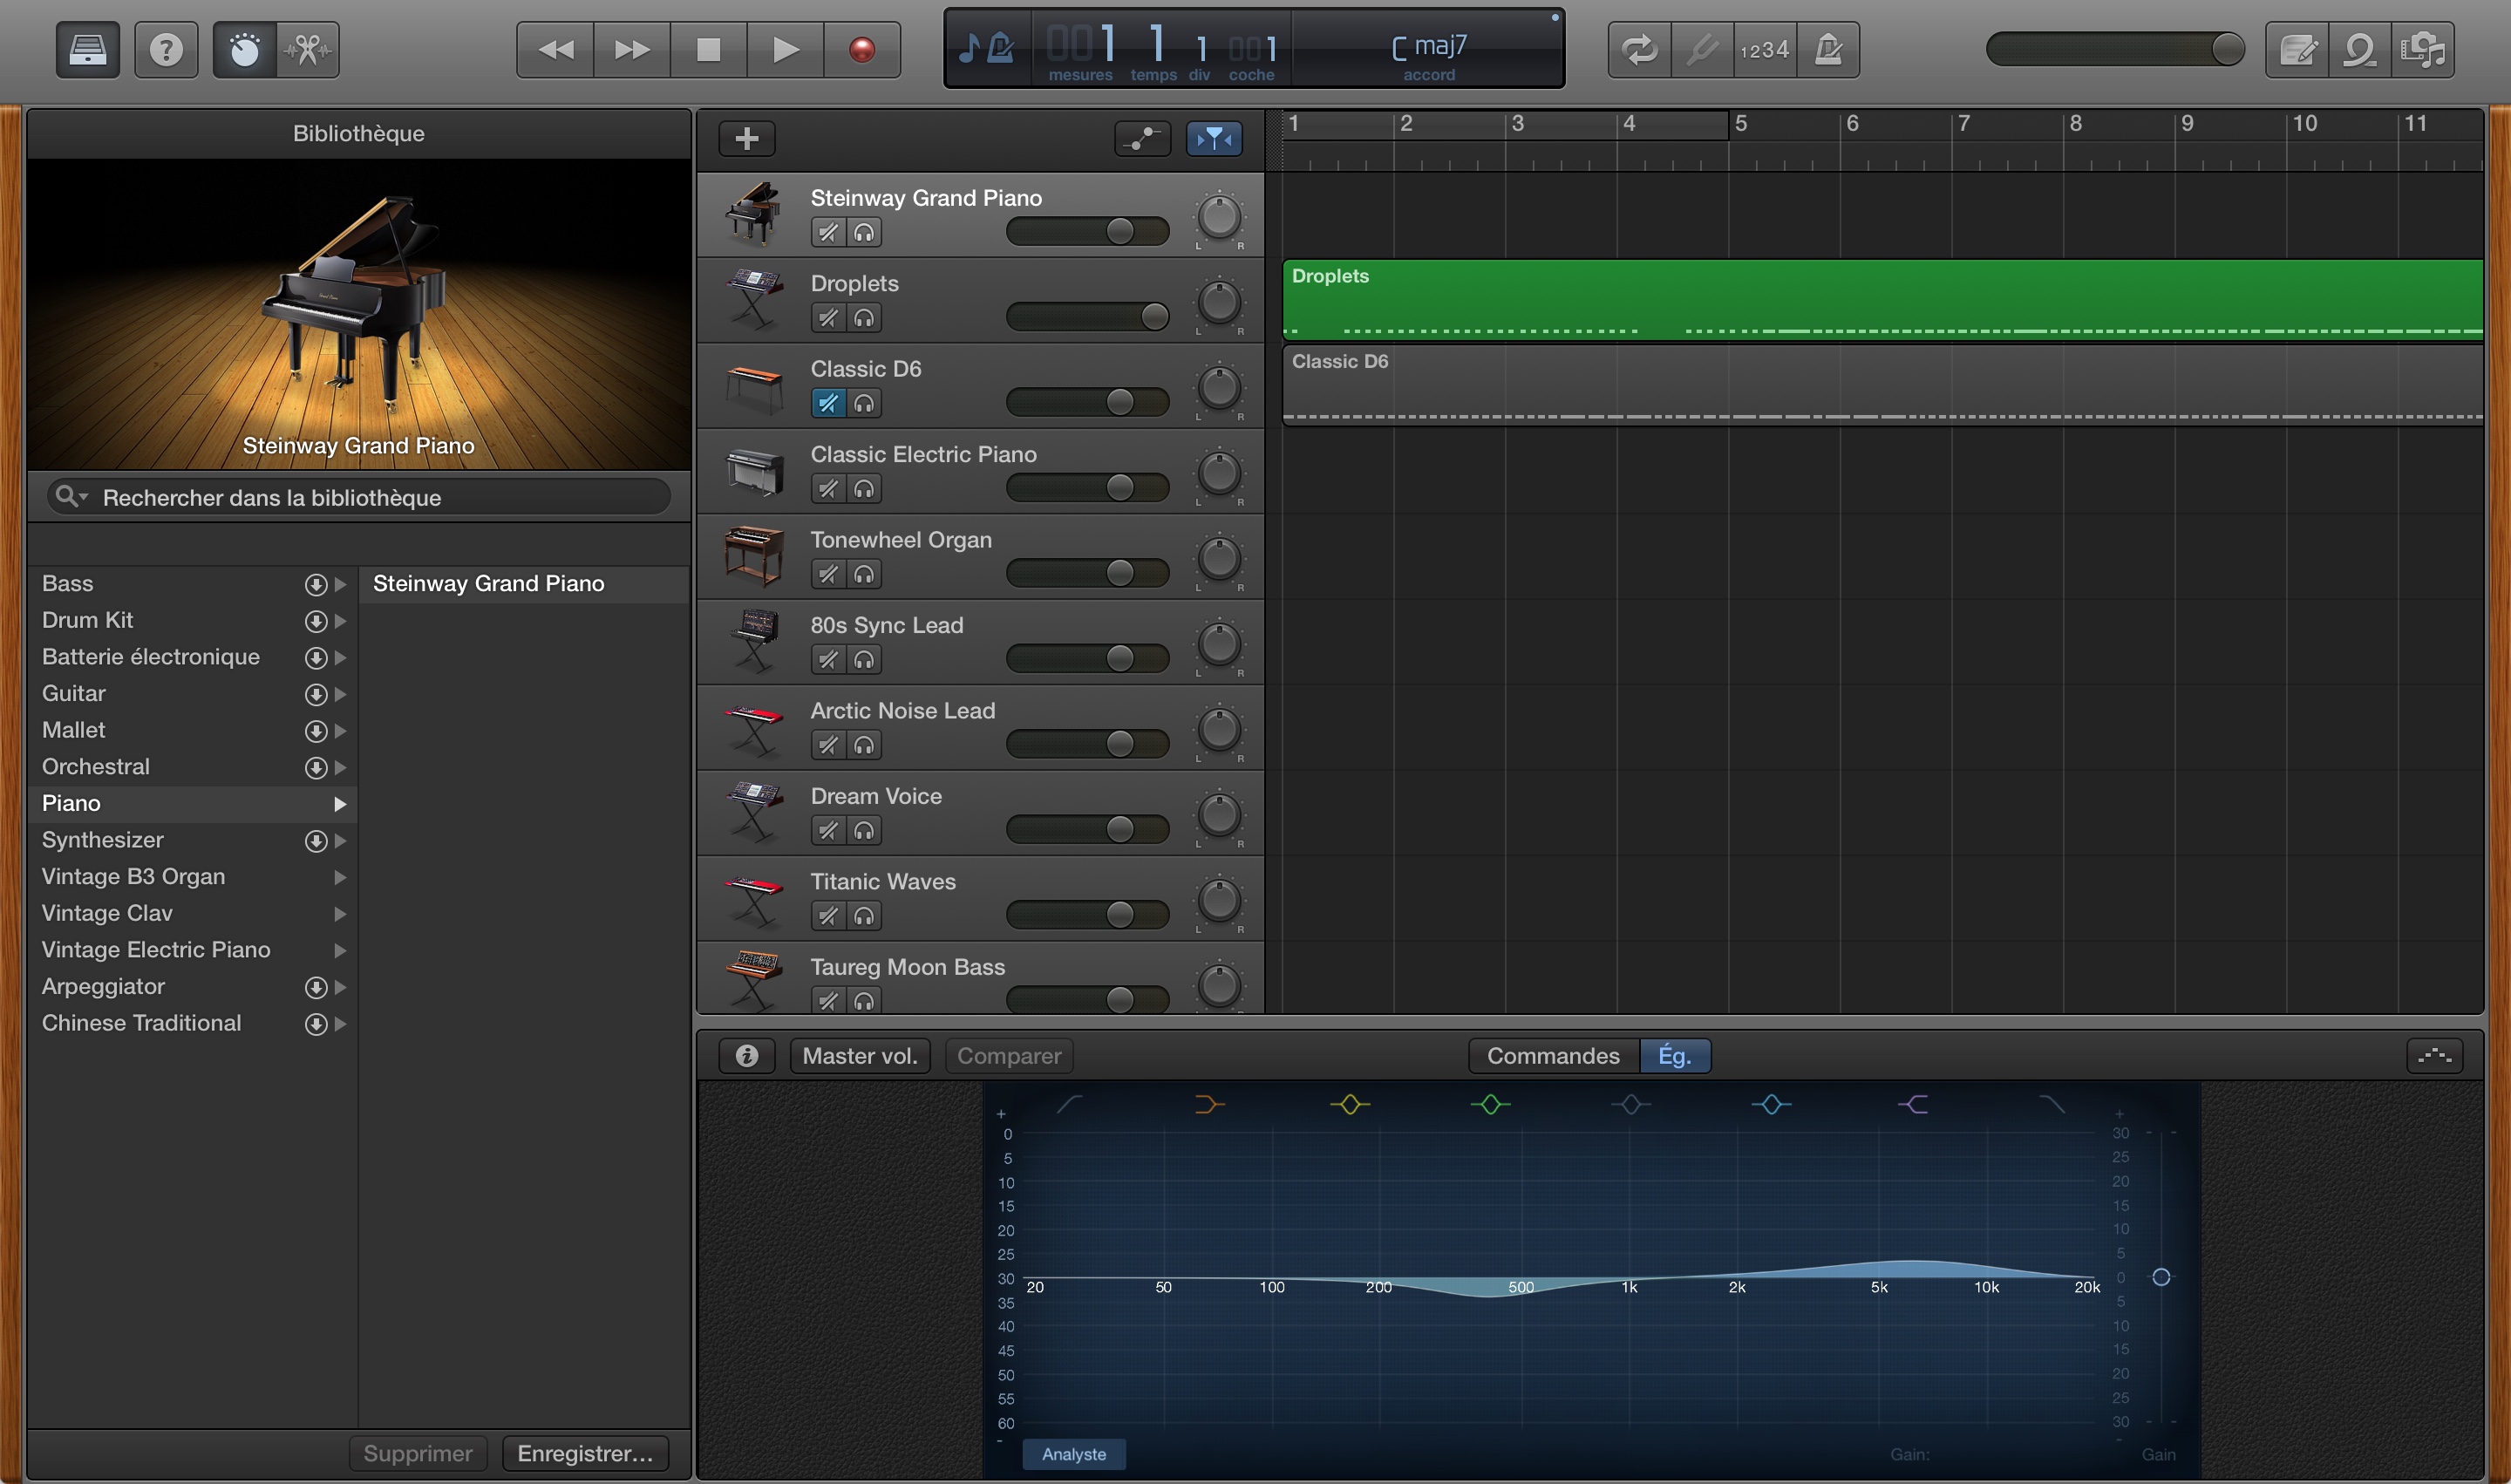 001 1 1 001
mesures temps div coche
C maj7
accord
1234
Bibliothèque
Steinway Grand Piano
Rechercher dans la bibliothèque
Bass
Drum Kit
Batterie électronique
Guitar
Mallet
Orchestral
Piano
Synthesizer
Vintage B3 Organ
Vintage Clav
Vintage Electric Piano
Arpeggiator
Chinese Traditional
Steinway Grand Piano
Supprimer
Enregistrer...
1 2 3 4 5 6 7 8 9 10 11
Steinway Grand Piano
L R
Droplets
L R
Classic D6
L R
Classic Electric Piano
L R
Tonewheel Organ
L R
80s Sync Lead
L R
Arctic Noise Lead
L R
Dream Voice
L R
Titanic Waves
L R
Taureg Moon Bass
Droplets
Classic D6
Master vol.
Comparer
Commandes
Ég.
+
0
5
10
15
20
25
30
35
40
45
50
55
60
-
20 50 100 200 500 1k 2k 5k 10k 20k
+
30
25
20
15
10
5
0
5
10
15
20
25
30
-
Analyste
Gain:
Gain